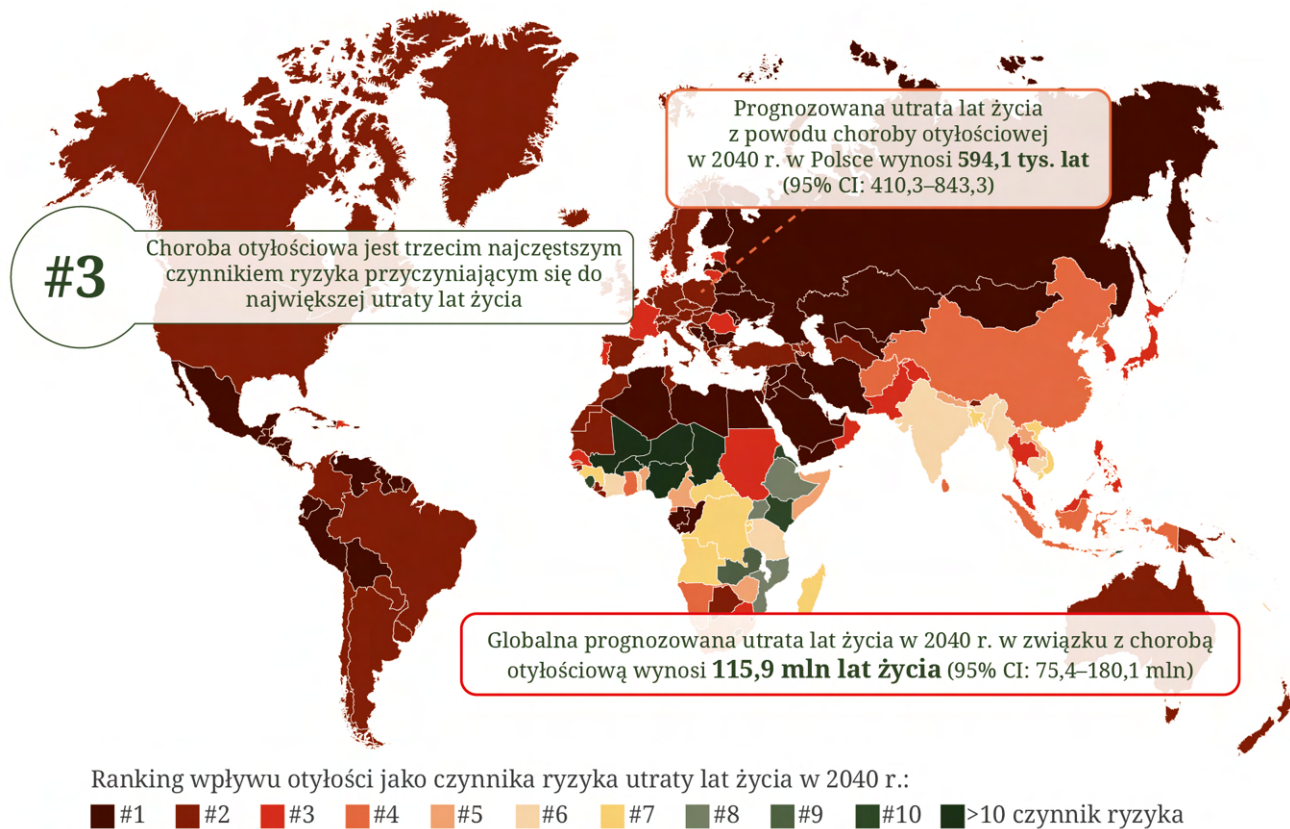 Prognozowana utrata lat życia
z powodu choroby otyłościowej
w 2040 r. w Polsce wynosi 594,1 tys. lat
(95% CI: 410,3–843,3)
#3
Choroba otyłościowa jest trzecim najczęstszym
czynnikiem ryzyka przyczyniającym się do
największej utraty lat życia
Globalna prognozowana utrata lat życia w 2040 r. w związku z chorobą
otyłościową wynosi 115,9 mln lat życia (95% CI: 75,4–180,1 mln)
Ranking wpływu otyłości jako czynnika ryzyka utraty lat życia w 2040 r.:
#1 #2 #3 #4 #5 #6 #7 #8 #9 #10 >10 czynnik ryzyka